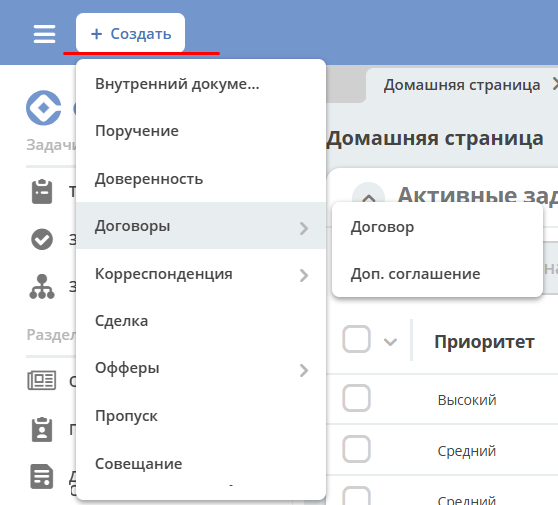 + Создать
Домашняя страница
Внутренний докуме...
Поручение
Доверенность
Договоры
Корреспонденция
Сделка
Офферы
Пропуск
Совещание
Договор
Доп. соглашение
Задачи
Раздел
Домашняя страница
Активные зад
Приоритет
Высокий
Средний
Средний